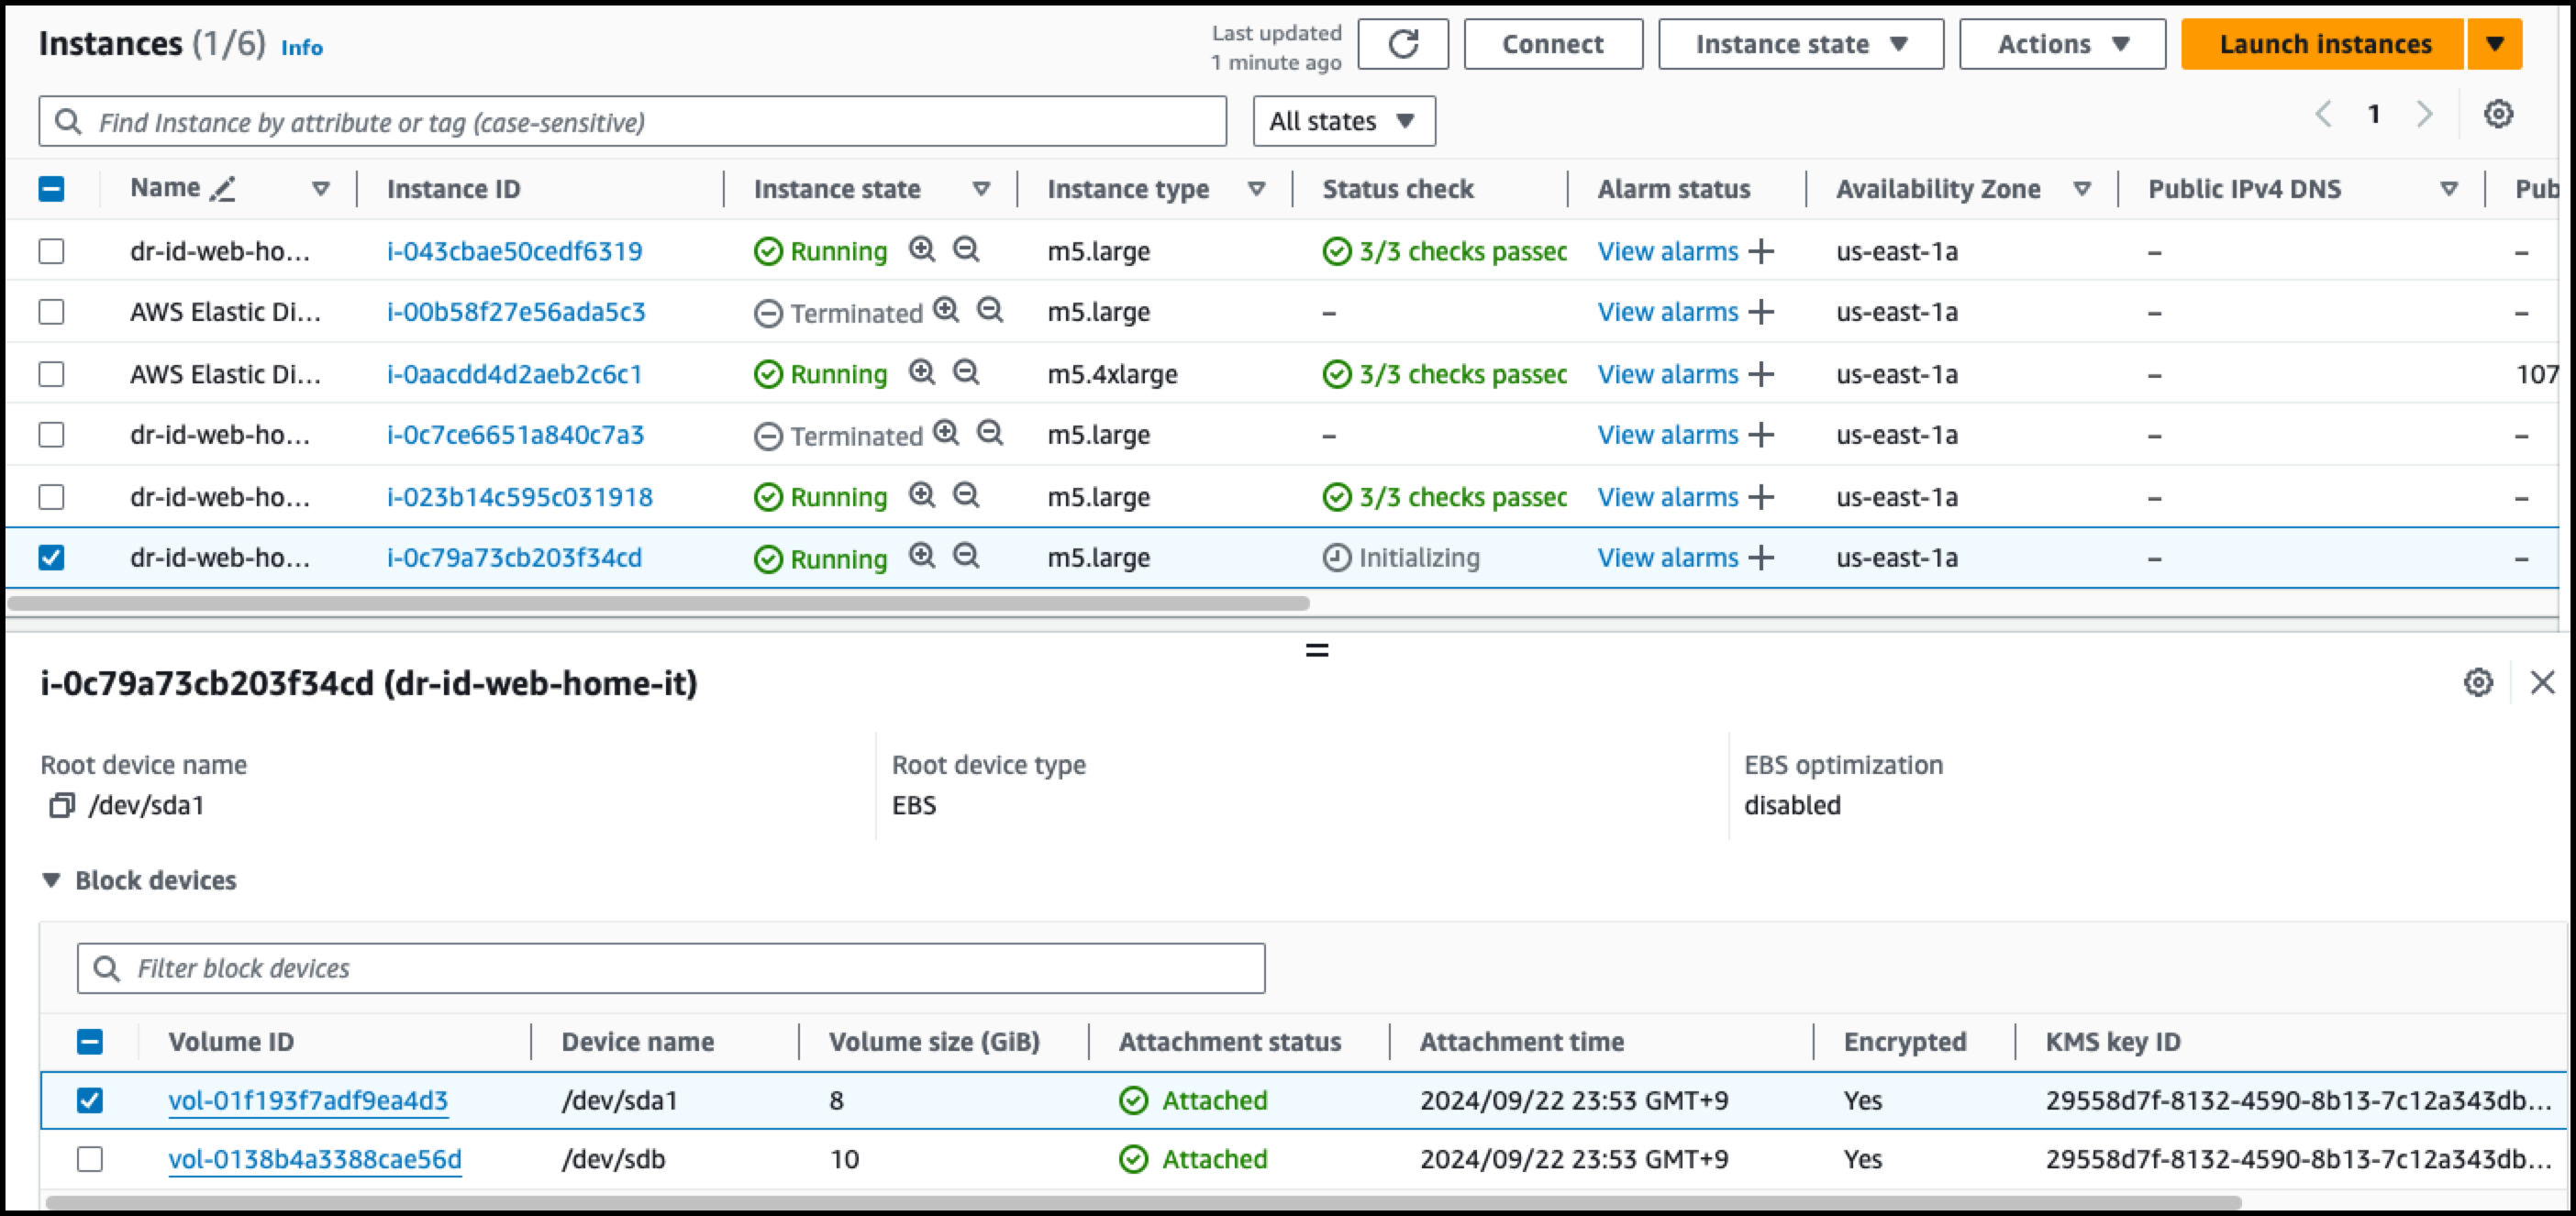 Instances (1/6) Info
Last updated
1 minute ago
Connect
Instance state
Actions
Launch instances
Find Instance by attribute or tag (case-sensitive)
All states
1
Name Instance ID Instance state Instance type Status check Alarm status Availability Zone Public IPv4 DNS Pub
dr-id-web-ho... i-043cbae50cedf6319 Running m5.large 3/3 checks passec View alarms + us-east-1a – –
AWS Elastic Di... i-00b58f27e56ada5c3 Terminated m5.large – View alarms + us-east-1a – –
AWS Elastic Di... i-0aacdd4d2aeb2c6c1 Running m5.4xlarge 3/3 checks passec View alarms + us-east-1a – 107
dr-id-web-ho... i-0c7ce6651a840c7a3 Terminated m5.large – View alarms + us-east-1a – –
dr-id-web-ho... i-023b14c595c031918 Running m5.large 3/3 checks passec View alarms + us-east-1a – –
dr-id-web-ho... i-0c79a73cb203f34cd Running m5.large Initializing View alarms + us-east-1a – –
i-0c79a73cb203f34cd (dr-id-web-home-it)
Root device name Root device type EBS optimization
/dev/sda1 EBS disabled
Block devices
Filter block devices
Volume ID Device name Volume size (GiB) Attachment status Attachment time Encrypted KMS key ID
vol-01f193f7adf9ea4d3 /dev/sda1 8 Attached 2024/09/22 23:53 GMT+9 Yes 29558d7f-8132-4590-8b13-7c12a343db...
vol-0138b4a3388cae56d /dev/sdb 10 Attached 2024/09/22 23:53 GMT+9 Yes 29558d7f-8132-4590-8b13-7c12a343db...